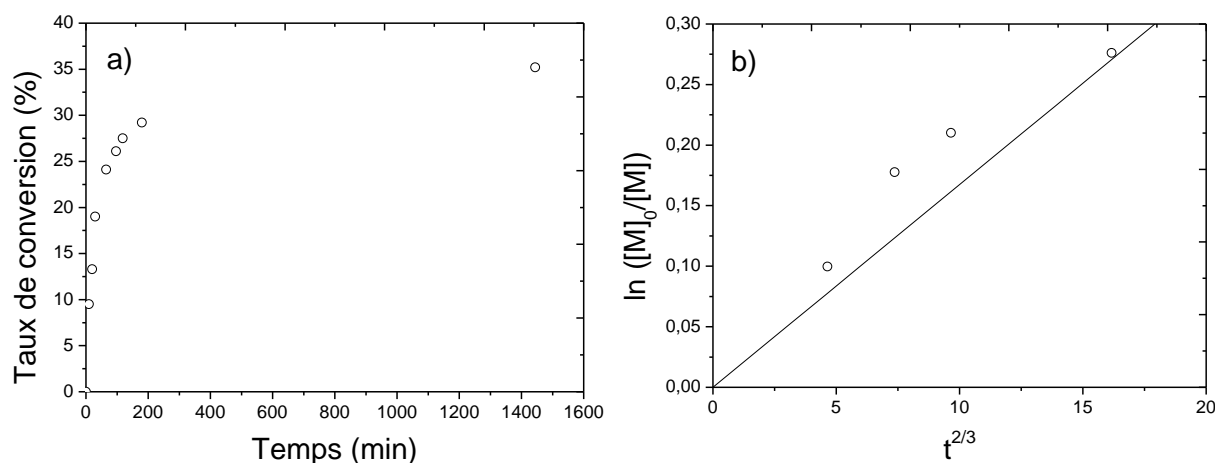 a)
Taux de conversion (%)
40
35
30
25
20
15
10
5
0
0 200 400 600 800 1000 1200 1400 1600
Temps (min)
b)
ln ([M]₀/[M])
0,30
0,25
0,20
0,15
0,10
0,05
0,00
0 5 10 15 20
t^2/3